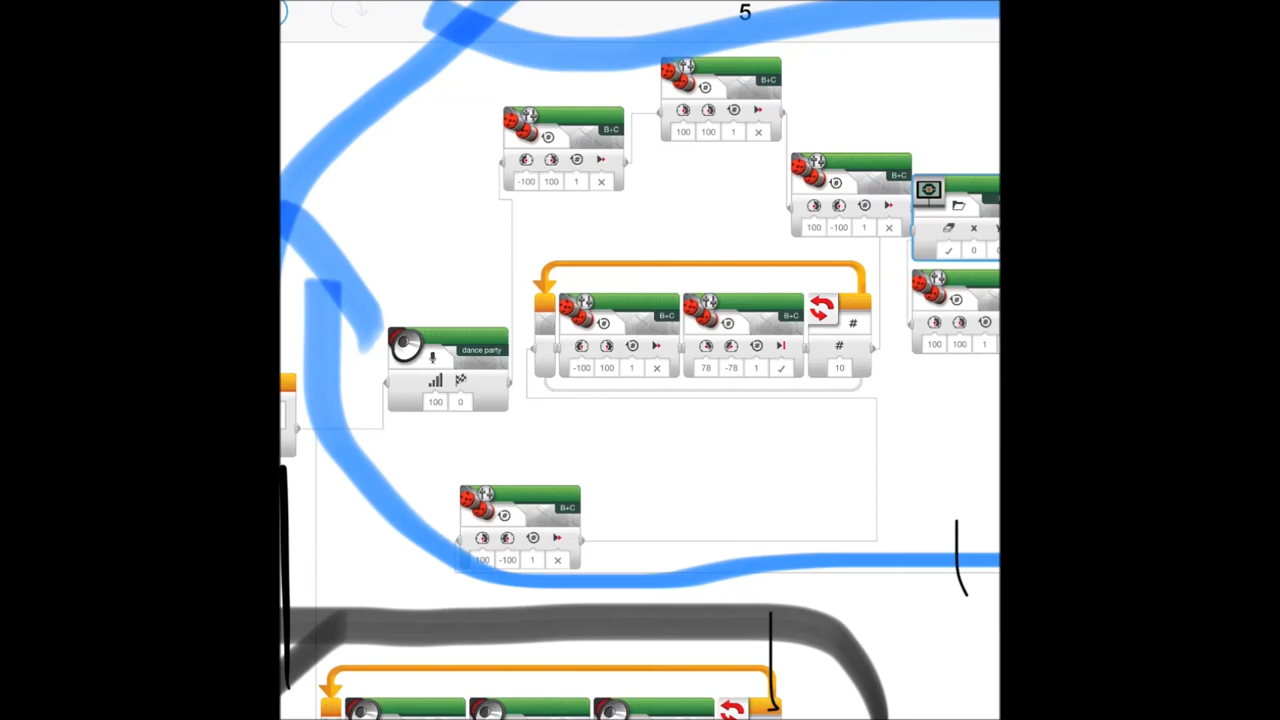 5
B+C
100 100 1
B+C
-100 100 1
B+C
100 -100 1
X
0
100 100 1
B+C B+C #
#
-100 100 1 78 -78 1 10
dance party
100 0
B+C
100 -100 1